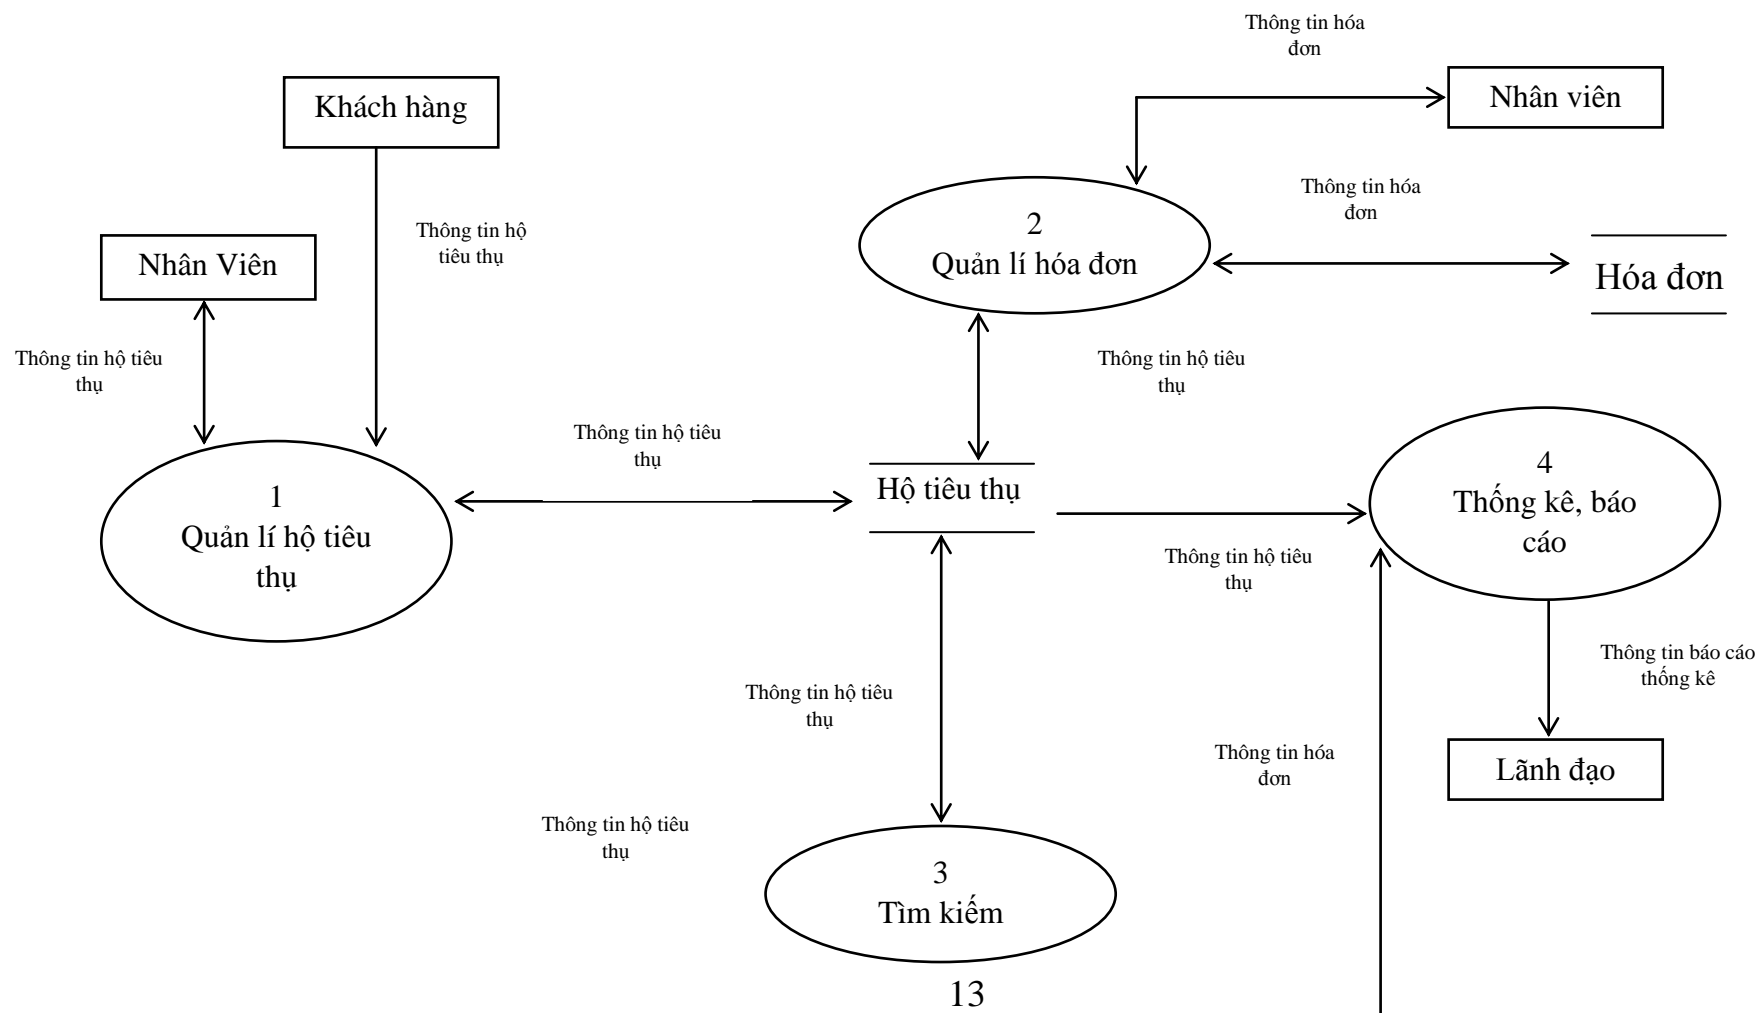 Thông tin hóa
đơn
Khách hàng
Nhân viên
Thông tin hộ
tiêu thụ
Thông tin hóa
đơn
2
Quản lí hóa đơn
Nhân Viên
Hóa đơn
Thông tin hộ tiêu
thụ
Thông tin hộ tiêu
thụ
Thông tin hộ tiêu
thụ
1
Quản lí hộ tiêu
thụ
Hộ tiêu thụ
4
Thống kê, báo
cáo
Thông tin hộ tiêu
thụ
Thông tin báo cáo
thống kê
Thông tin hộ tiêu
thụ
Thông tin hóa
đơn
Lãnh đạo
Thông tin hộ tiêu
thụ
3
Tìm kiếm
13